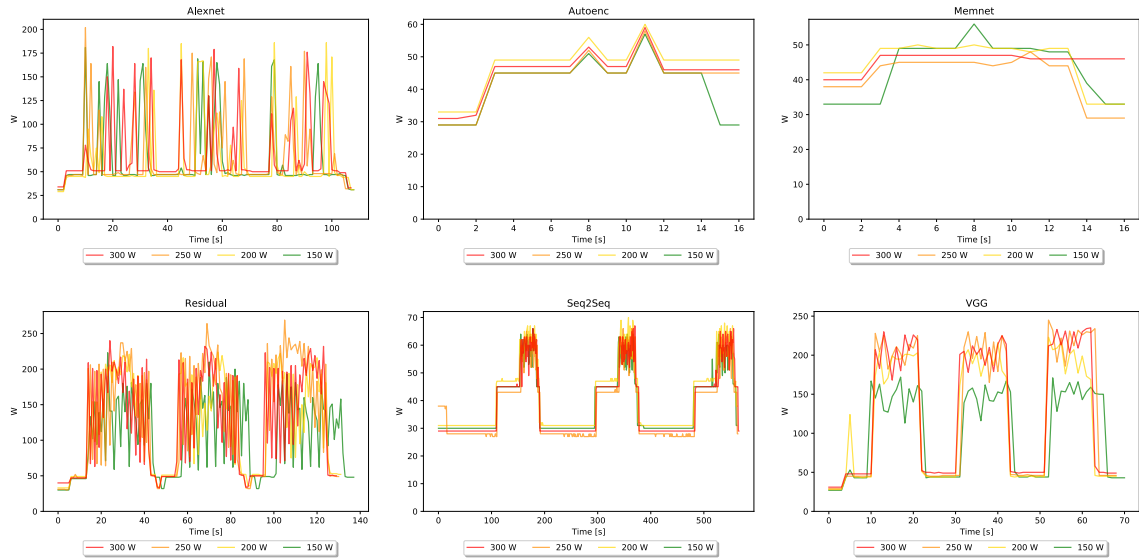 Alexnet
200
175
150
125
100
75
50
25
0
W
0 20 40 60 80 100
Time [s]
300 W 250 W 200 W 150 W
Autoenc
60
50
40
30
20
10
0
W
0 2 4 6 8 10 12 14 16
Time [s]
300 W 250 W 200 W 150 W
Memnet
50
40
30
20
10
0
W
0 2 4 6 8 10 12 14 16
Time [s]
300 W 250 W 200 W 150 W
Residual
250
200
150
100
50
0
W
0 20 40 60 80 100 120 140
Time [s]
300 W 250 W 200 W 150 W
Seq2Seq
70
60
50
40
30
20
10
0
W
0 100 200 300 400 500
Time [s]
300 W 250 W 200 W 150 W
VGG
250
200
150
100
50
0
W
0 10 20 30 40 50 60 70
Time [s]
300 W 250 W 200 W 150 W